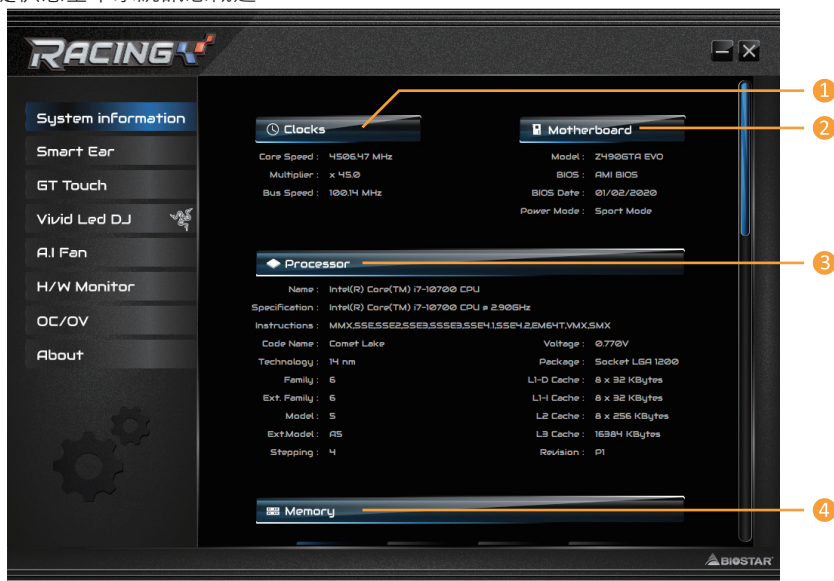 RACING
System information
Smart Ear
GT Touch
Vivid Led DJ
A.I Fan
H/W Monitor
OC/OV
About
Clocks
1
Core Speed : 4506.47 MHz
Multiplier : x 45.0
Bus Speed : 100.14 MHz
Motherboard
2
Model : Z490GTA EVO
BIOS : AMI BIOS
BIOS Date : 01/02/2020
Power Mode : Sport Mode
Processor
3
Name : Intel(R) Core(TM) i7-10700 CPU
Specification : Intel(R) Core(TM) i7-10700 CPU @ 2.90GHz
Instructions : MMX,SSE,SSE2,SSE3,SSSE3,SSE4.1,SSE4.2,EM64T,VMX,SMX
Code Name : Comet Lake
Technology : 14 nm
Family : 6
Ext. Family : 6
Model : 5
Ext.Model : A5
Stepping : 4
Voltage : 0.770V
Package : Socket LGA 1200
L1-D Cache : 8 x 32 KBytes
L1-I Cache : 8 x 32 KBytes
L2 Cache : 8 x 256 KBytes
L3 Cache : 16384 KBytes
Revision : P1
Memory
4
BIOSTAR